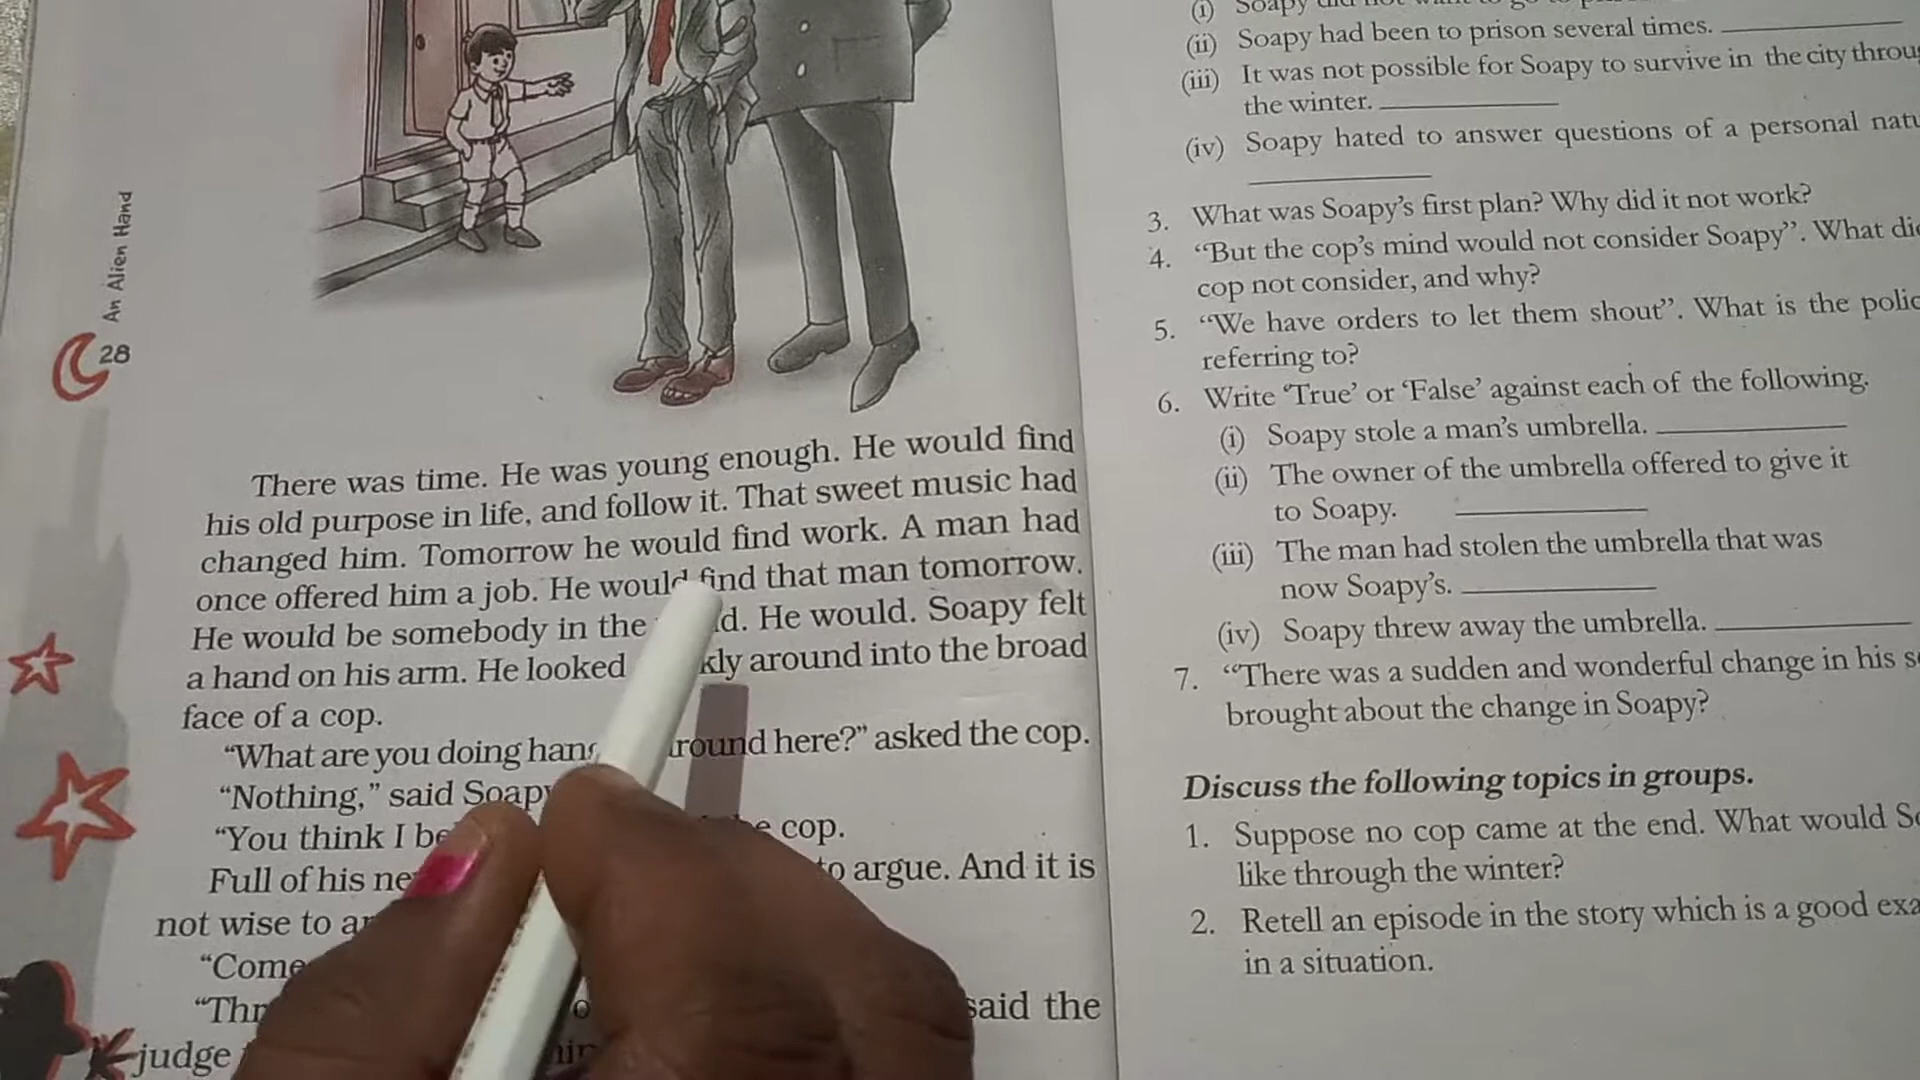 An Alien Hand
28
There was time. He was young enough. He would find
his old purpose in life, and follow it. That sweet music had
changed him. Tomorrow he would find work. A man had
once offered him a job. He would find that man tomorrow.
He would be somebody in the He would. Soapy felt
a hand on his arm. He looked around into the broad
face of a cop.
"What are you doing here?" asked the cop.
"Nothing," said Soapy
"You think I cop.
Full of his to argue. And it is
not wise to
"Come
said the
judge
(i) Soapy did not want to go to
(ii) Soapy had been to prison several times.
(iii) It was not possible for Soapy to survive in the city
the winter.
(iv) Soapy hated to answer questions of a personal
3. What was Soapy's first plan? Why did it not work?
4. "But the cop's mind would not consider Soapy". What
cop not consider, and why?
5. "We have orders to let them shout". What is the
referring to?
6. Write 'True' or 'False' against each of the following.
(i) Soapy stole a man's umbrella.
(ii) The owner of the umbrella offered to give it
to Soapy.
(iii) The man had stolen the umbrella that was
now Soapy's.
(iv) Soapy threw away the umbrella.
7. "There was a sudden and wonderful change in his
brought about the change in Soapy?
Discuss the following topics in groups.
1. Suppose no cop came at the end. What would
like through the winter?
2. Retell an episode in the story which is a good
in a situation.